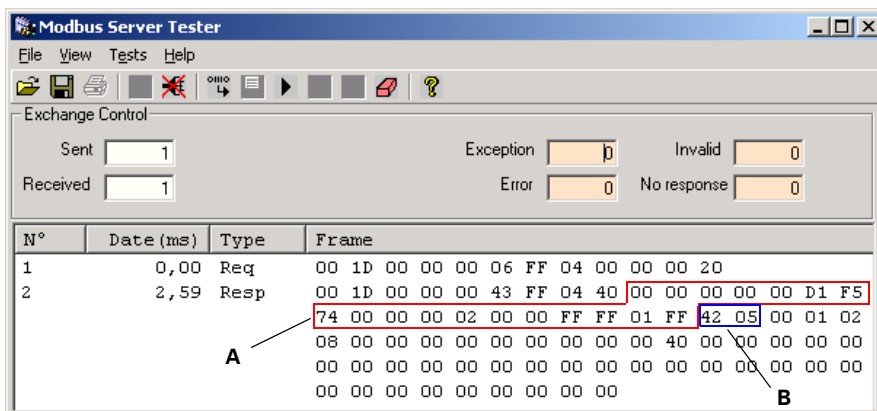 Modbus Server Tester
File View Tests Help
Exchange Control
Sent 1 Exception 0 Invalid 0
Received 1 Error 0 No response 0
N° Date (ms) Type Frame
1 0,00 Req 00 1D 00 00 00 06 FF 04 00 00 00 20
2 2,59 Resp 00 1D 00 00 00 43 FF 04 40 00 00 00 00 00 D1 F5
74 00 00 00 02 00 00 FF FF 01 FF 42 05 00 01 02
08 00 00 00 00 00 00 00 00 40 00 00 00 00 00 00
00 00 00 00 00 00 00 00 00 00 00 00 00 00 00 00
00 00 00 00 00 00 00 00 00
A
B